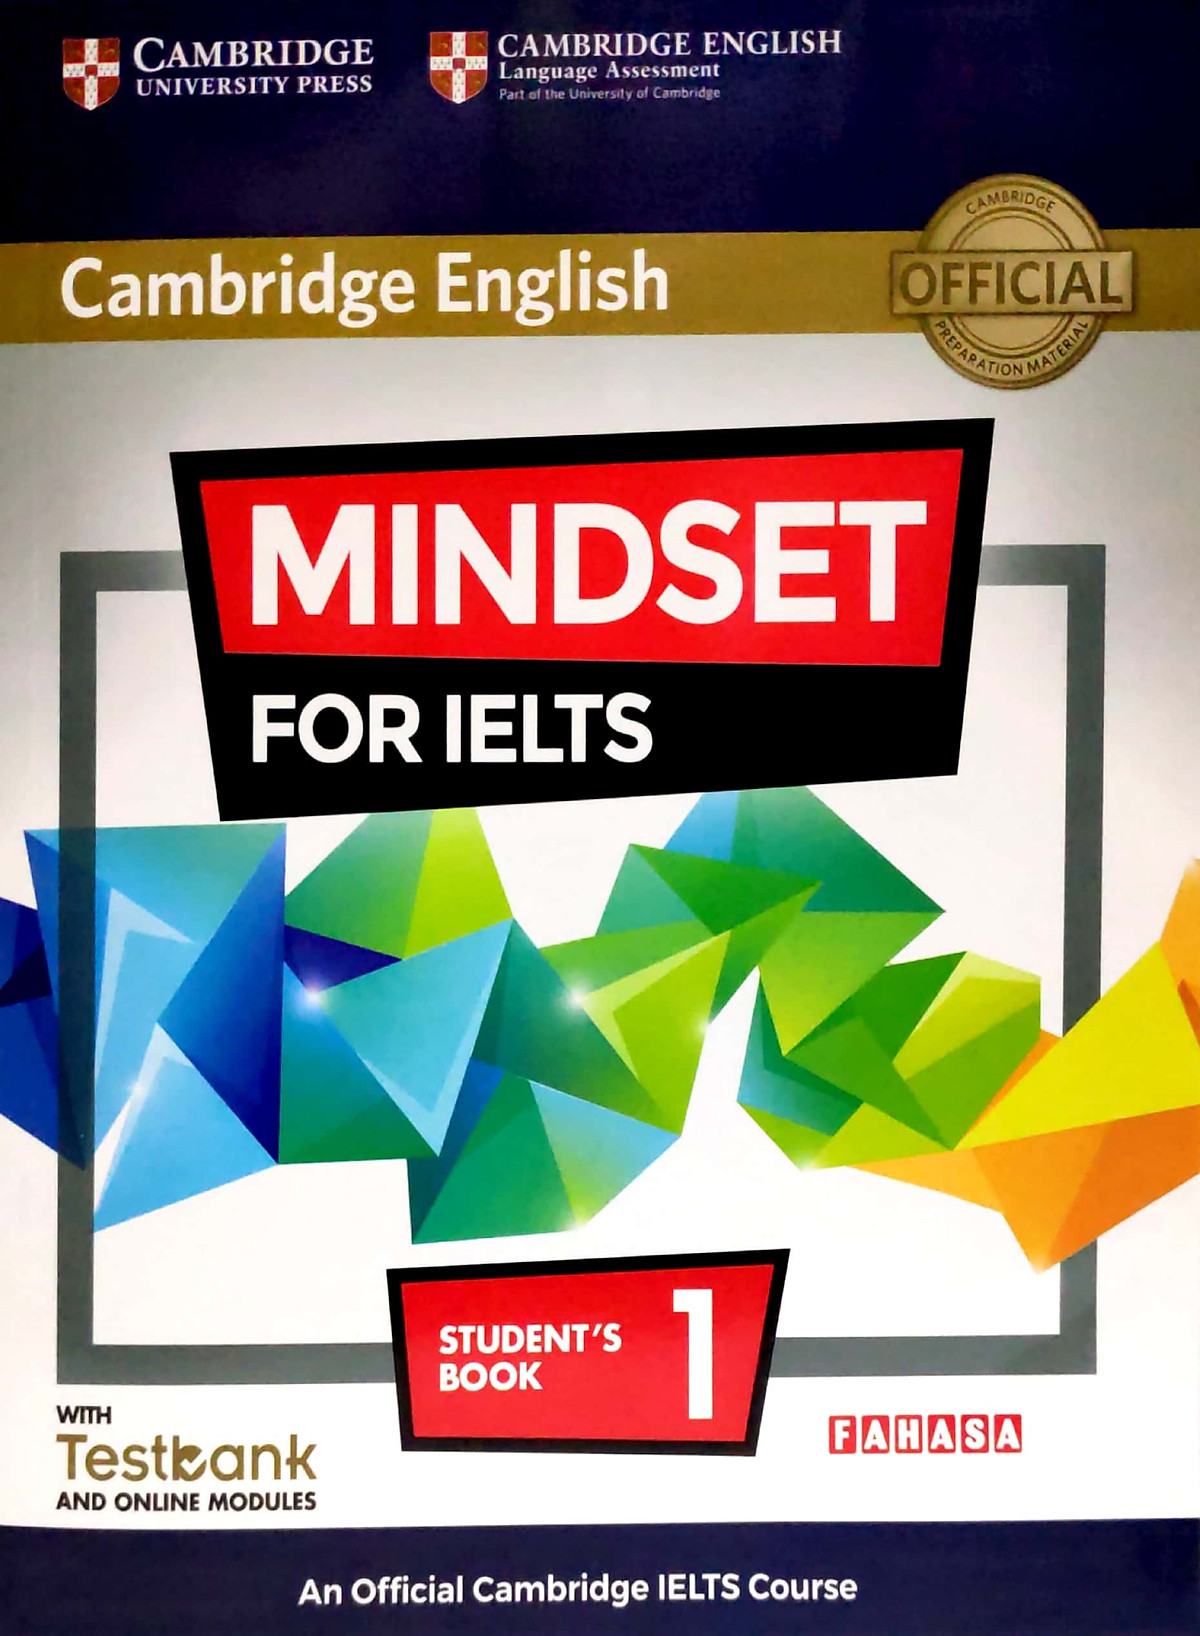 CAMBRIDGE
UNIVERSITY PRESS
CAMBRIDGE ENGLISH
Language Assessment
Part of the University of Cambridge
Cambridge English
CAMBRIDGE
OFFICIAL
PREPARATION MATERIAL
MINDSET
FOR IELTS
STUDENT'S
BOOK
1
WITH
Testbank
AND ONLINE MODULES
FAHASA
An Official Cambridge IELTS Course